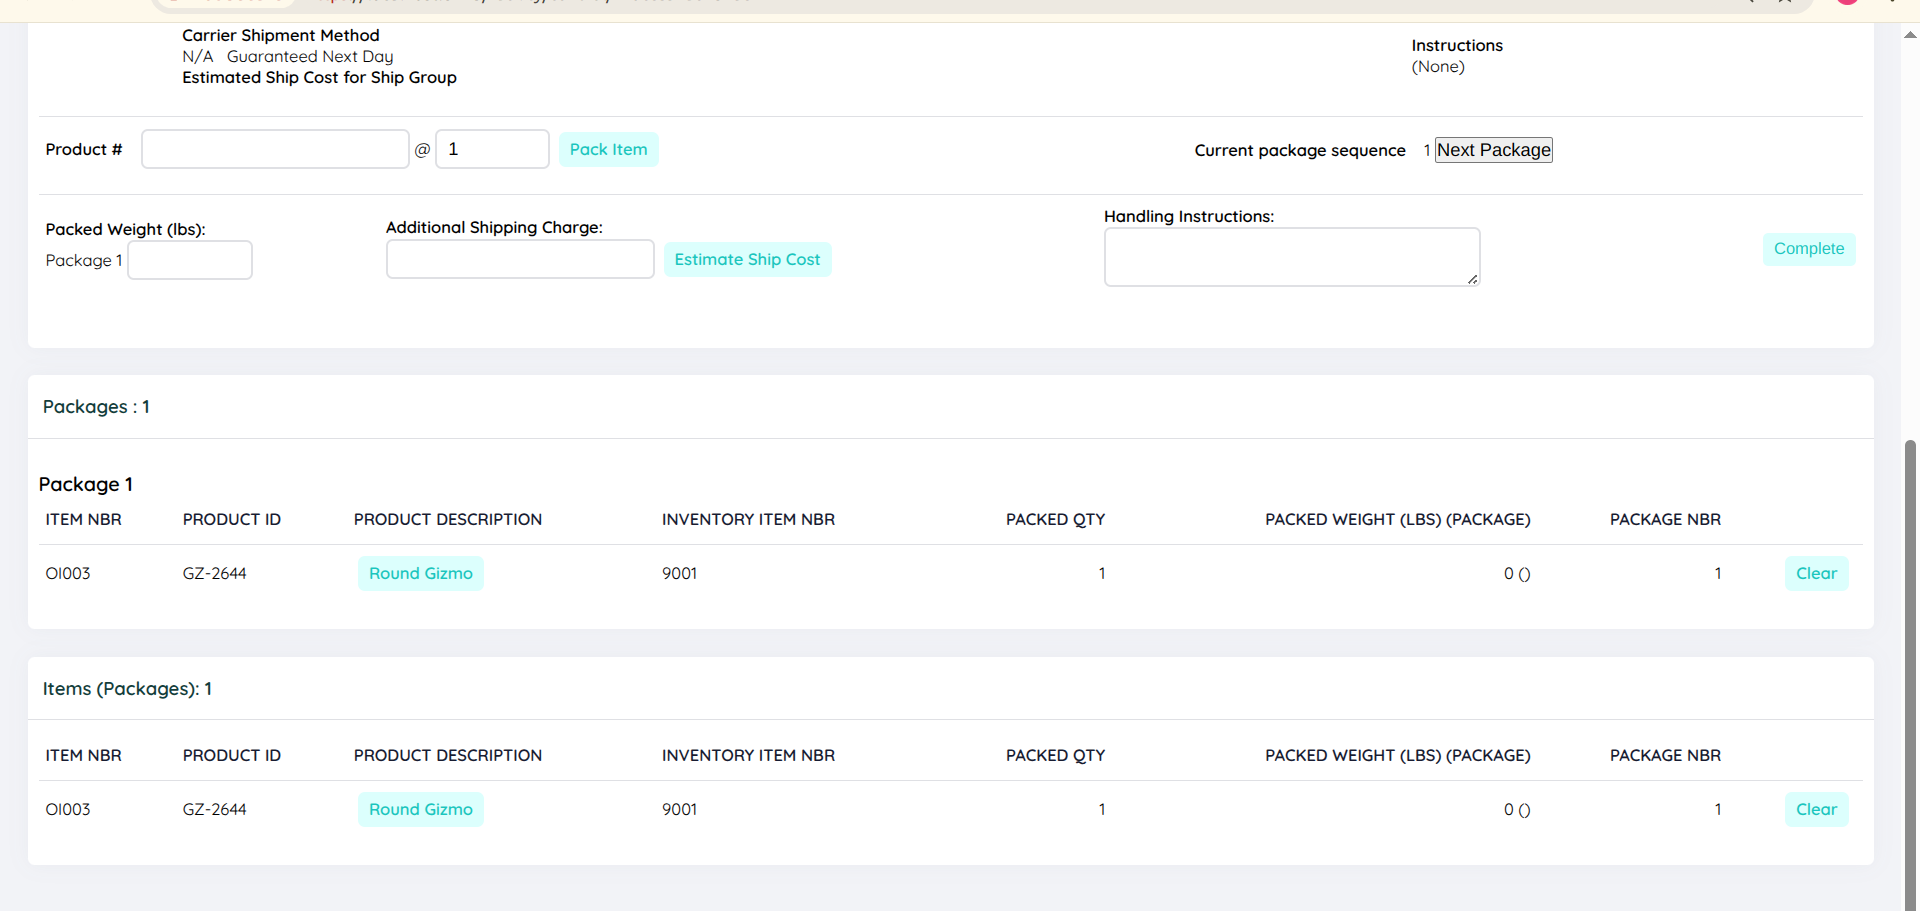 Carrier Shipment Method
N/A Guaranteed Next Day
Estimated Ship Cost for Ship Group
Instructions
(None)
Product # @ 1 Pack Item
Current package sequence 1 Next Package
Packed Weight (lbs):
Package 1
Additional Shipping Charge:
Estimate Ship Cost
Handling Instructions:
Complete
Packages : 1
Package 1
ITEM NBR PRODUCT ID PRODUCT DESCRIPTION INVENTORY ITEM NBR PACKED QTY PACKED WEIGHT (LBS) (PACKAGE) PACKAGE NBR
OI003 GZ-2644 Round Gizmo 9001 1 0 () 1 Clear
Items (Packages): 1
ITEM NBR PRODUCT ID PRODUCT DESCRIPTION INVENTORY ITEM NBR PACKED QTY PACKED WEIGHT (LBS) (PACKAGE) PACKAGE NBR
OI003 GZ-2644 Round Gizmo 9001 1 0 () 1 Clear